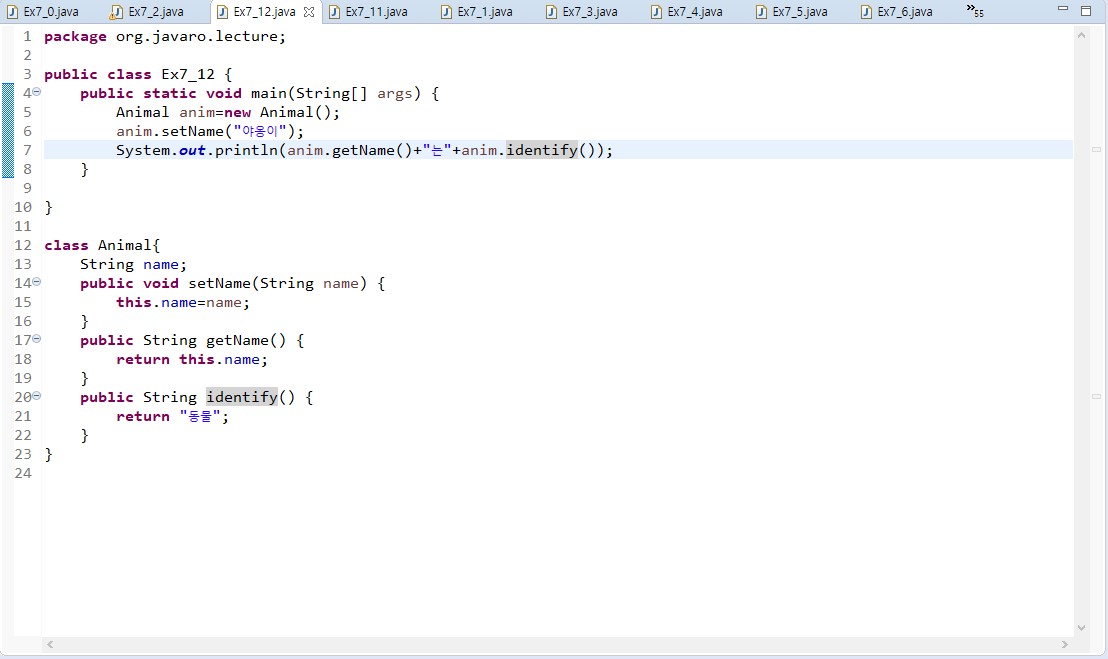 Ex7_0.java Ex7_2.java Ex7_12.java Ex7_11.java Ex7_1.java Ex7_3.java Ex7_4.java Ex7_5.java Ex7_6.java »55
1 package org.javaro.lecture;
2
3 public class Ex7_12 {
4 public static void main(String[] args) {
5 Animal anim=new Animal();
6 anim.setName("야옹이");
7 System.out.println(anim.getName()+"는"+anim.identify());
8 }
9
10 }
11
12 class Animal{
13 String name;
14 public void setName(String name) {
15 this.name=name;
16 }
17 public String getName() {
18 return this.name;
19 }
20 public String identify() {
21 return "동물";
22 }
23 }
24